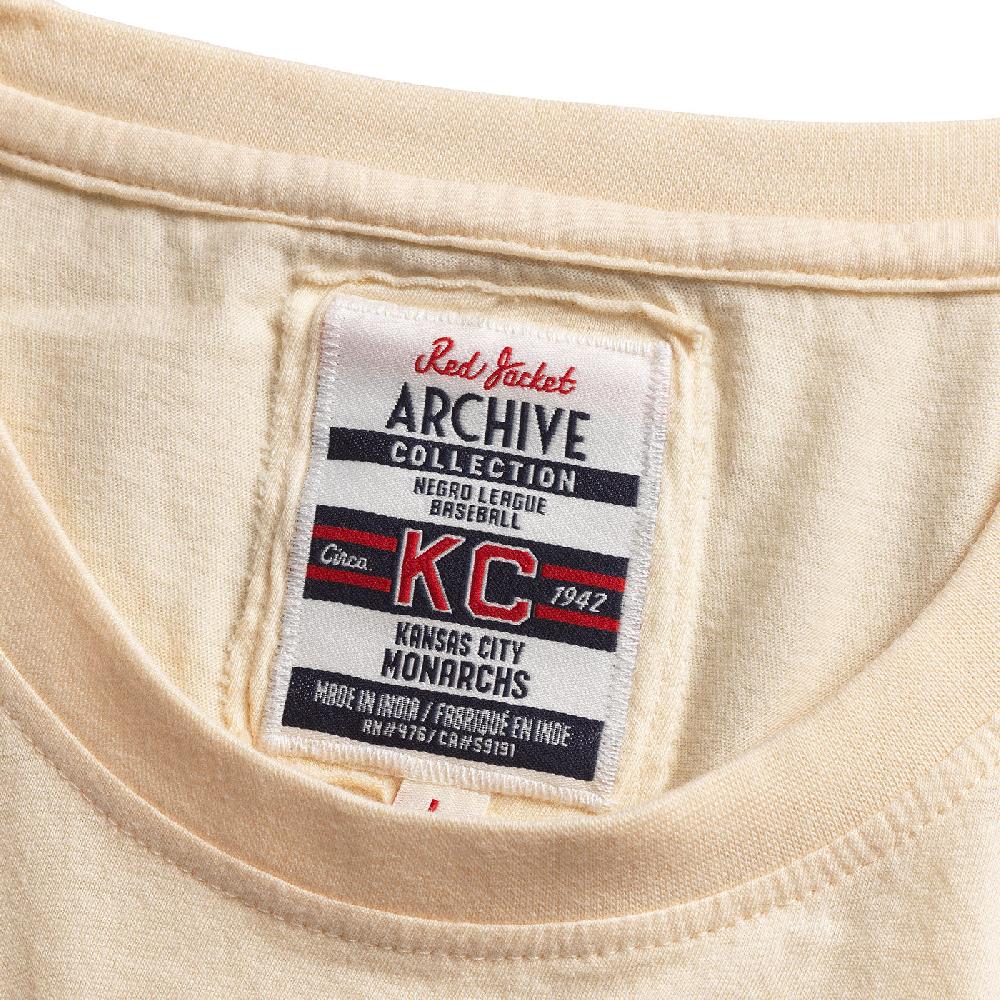 Red Jacket
ARCHIVE
COLLECTION
NEGRO LEAGUE
BASEBALL
Circa. KC 1942
KANSAS CITY
MONARCHS
MADE IN INDIA / FABRIQUÉ EN INDE
RN#976/CA#59191